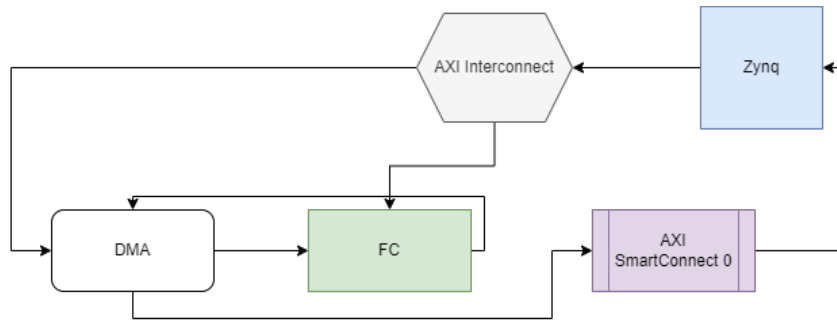 AXI Interconnect
Zynq
DMA
FC
AXI
SmartConnect 0